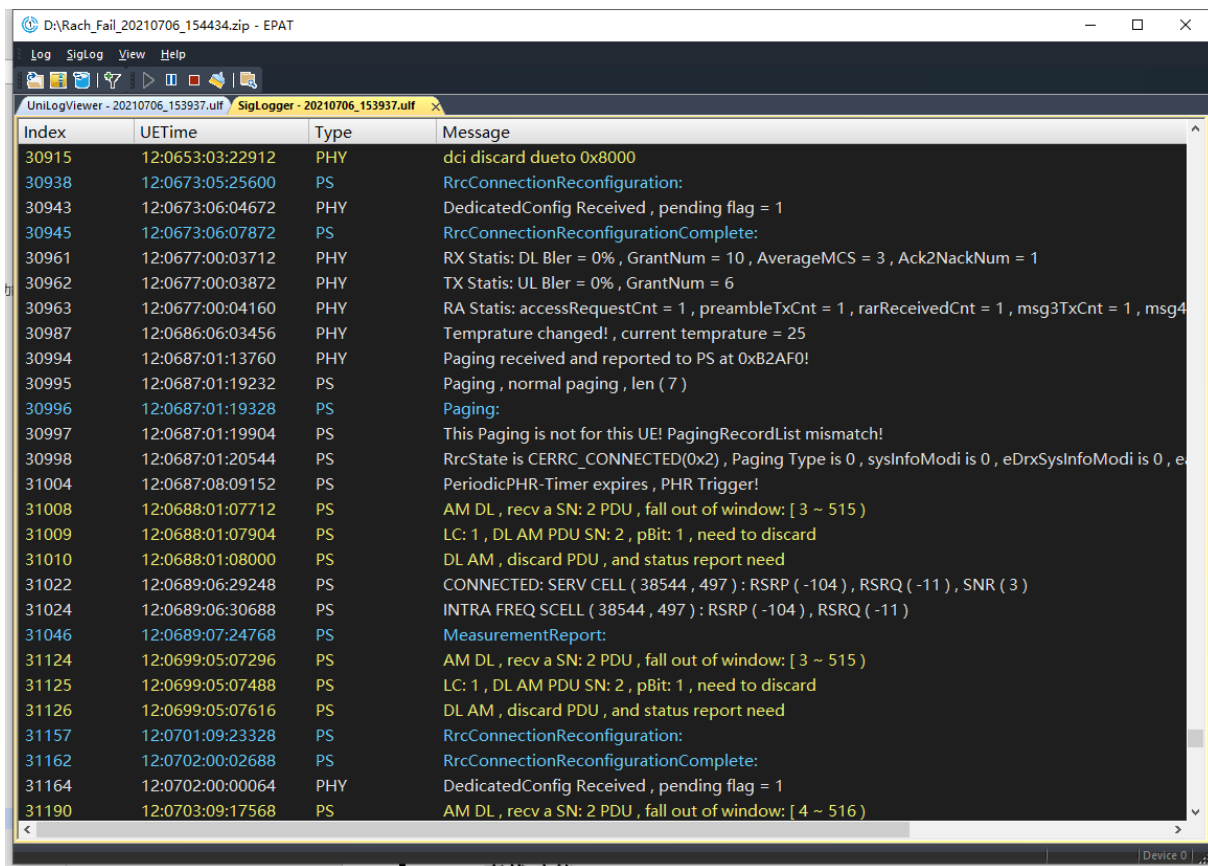 D:\Rach_Fail_20210706_154434.zip - EPAT
Log SigLog View Help
UniLogViewer - 20210706_153937.ulf SigLogger - 20210706_153937.ulf
Index UETime Type Message
30915 12:0653:03:22912 PHY dci discard dueto 0x8000
30938 12:0673:05:25600 PS RrcConnectionReconfiguration:
30943 12:0673:06:04672 PHY DedicatedConfig Received , pending flag = 1
30945 12:0673:06:07872 PS RrcConnectionReconfigurationComplete:
30961 12:0677:00:03712 PHY RX Statis: DL Bler = 0% , GrantNum = 10 , AverageMCS = 3 , Ack2NackNum = 1
30962 12:0677:00:03872 PHY TX Statis: UL Bler = 0% , GrantNum = 6
30963 12:0677:00:04160 PHY RA Statis: accessRequestCnt = 1 , preambleTxCnt = 1 , rarReceivedCnt = 1 , msg3TxCnt = 1 , msg4
30987 12:0686:06:03456 PHY Temprature changed! , current temprature = 25
30994 12:0687:01:13760 PHY Paging received and reported to PS at 0xB2AF0!
30995 12:0687:01:19232 PS Paging , normal paging , len ( 7 )
30996 12:0687:01:19328 PS Paging:
30997 12:0687:01:19904 PS This Paging is not for this UE! PagingRecordList mismatch!
30998 12:0687:01:20544 PS RrcState is CERRC_CONNECTED(0x2) , Paging Type is 0 , sysInfoModi is 0 , eDrxSysInfoModi is 0 ,
31004 12:0687:08:09152 PS PeriodicPHR-Timer expires , PHR Trigger!
31008 12:0688:01:07712 PS AM DL , recv a SN: 2 PDU , fall out of window: [ 3 ~ 515 )
31009 12:0688:01:07904 PS LC: 1 , DL AM PDU SN: 2 , pBit: 1 , need to discard
31010 12:0688:01:08000 PS DL AM , discard PDU , and status report need
31022 12:0689:06:29248 PS CONNECTED: SERV CELL ( 38544 , 497 ) : RSRP ( -104 ) , RSRQ ( -11 ) , SNR ( 3 )
31024 12:0689:06:30688 PS INTRA FREQ SCELL ( 38544 , 497 ) : RSRP ( -104 ) , RSRQ ( -11 )
31046 12:0689:07:24768 PS MeasurementReport:
31124 12:0699:05:07296 PS AM DL , recv a SN: 2 PDU , fall out of window: [ 3 ~ 515 )
31125 12:0699:05:07488 PS LC: 1 , DL AM PDU SN: 2 , pBit: 1 , need to discard
31126 12:0699:05:07616 PS DL AM , discard PDU , and status report need
31157 12:0701:09:23328 PS RrcConnectionReconfiguration:
31162 12:0702:00:02688 PS RrcConnectionReconfigurationComplete:
31164 12:0702:00:00064 PHY DedicatedConfig Received , pending flag = 1
31190 12:0703:09:17568 PS AM DL , recv a SN: 2 PDU , fall out of window: [ 4 ~ 516 )
Device 0